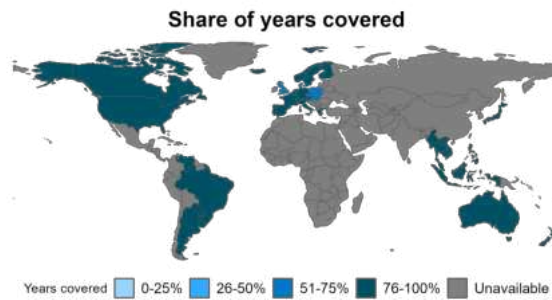 Share of years covered
Years covered 0-25% 26-50% 51-75% 76-100% Unavailable